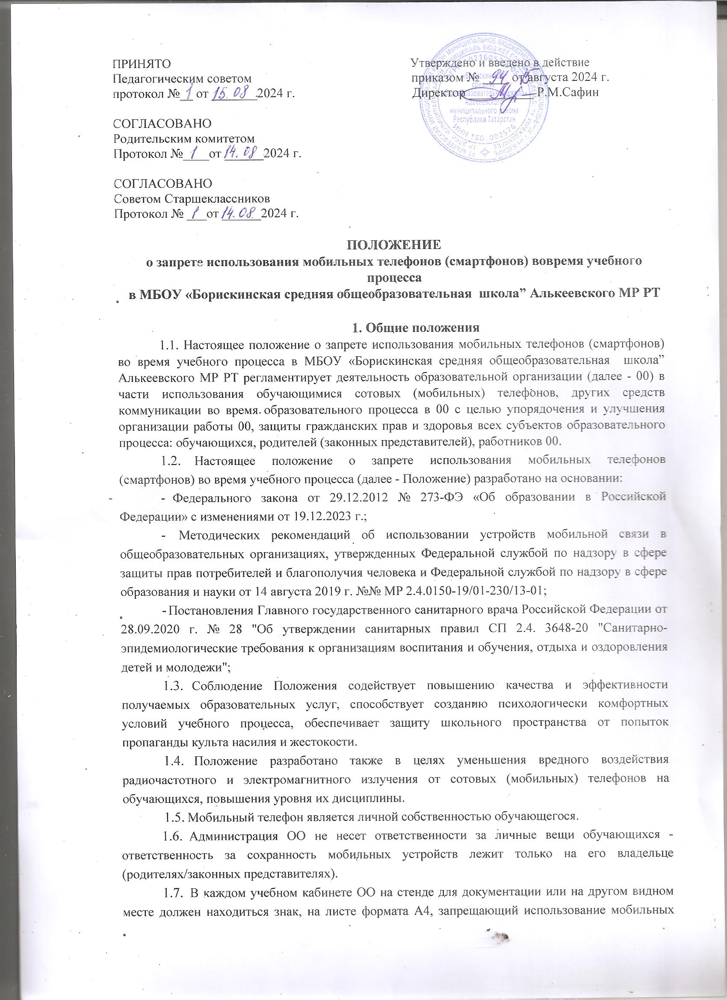 ПРИНЯТО
Педагогическим советом
протокол № 1 от 15.08.2024 г.
Утверждено и введено в действие
приказом № 94 от августа 2024 г.
Директор Р.М.Сафин
СОГЛАСОВАНО
Родительским комитетом
Протокол № 1 от 14.08 2024 г.
СОГЛАСОВАНО
Советом Старшеклассников
Протокол № 1 от 14.08 2024 г.
муниципального района
Республики Татарстан
ПОЛОЖЕНИЕ
о запрете использования мобильных телефонов (смартфонов) вовремя учебного
процесса
в МБОУ «Борискинская средняя общеобразовательная школа” Алькеевского МР РТ
1. Общие положения
1.1. Настоящее положение о запрете использования мобильных телефонов (смартфонов)
во время учебного процесса в МБОУ «Борискинская средняя общеобразовательная школа”
Алькеевского МР РТ регламентирует деятельность образовательной организации (далее - 00) в
части использования обучающимися сотовых (мобильных) телефонов, других средств
коммуникации во время. образовательного процесса в 00 с целью упорядочения и улучшения
организации работы 00, защиты гражданских прав и здоровья всех субъектов образовательного
процесса: обучающихся, родителей (законных представителей), работников 00.
1.2. Настоящее положение о запрете использования мобильных телефонов
(смартфонов) во время учебного процесса (далее - Положение) разработано на основании:
- Федерального закона от 29.12.2012 № 273-ФЭ «Об образовании в Российской
Федерации» с изменениями от 19.12.2023 г.;
- Методических рекомендаций об использовании устройств мобильной связи в
общеобразовательных организациях, утвержденных Федеральной службой по надзору в сфере
защиты прав потребителей и благополучия человека и Федеральной службой по надзору в сфере
образования и науки от 14 августа 2019 г. №№ МР 2.4.0150-19/01-230/13-01;
- Постановления Главного государственного санитарного врача Российской Федерации от
28.09.2020 г. № 28 "Об утверждении санитарных правил СП 2.4. 3648-20 "Санитарно-
эпидемиологические требования к организациям воспитания и обучения, отдыха и оздоровления
детей и молодежи";
1.3. Соблюдение Положения содействует повышению качества и эффективности
получаемых образовательных услуг, способствует созданию психологически комфортных
условий учебного процесса, обеспечивает защиту школьного пространства от попыток
пропаганды культа насилия и жестокости.
1.4. Положение разработано также в целях уменьшения вредного воздействия
радиочастотного и электромагнитного излучения от сотовых (мобильных) телефонов на
обучающихся, повышения уровня их дисциплины.
1.5. Мобильный телефон является личной собственностью обучающегося.
1.6. Администрация ОО не несет ответственности за личные вещи обучающихся -
ответственность за сохранность мобильных устройств лежит только на его владельце
(родителях/законных представителях).
1.7. В каждом учебном кабинете ОО на стенде для документации или на другом видном
месте должен находиться знак, на листе формата А4, запрещающий использование мобильных